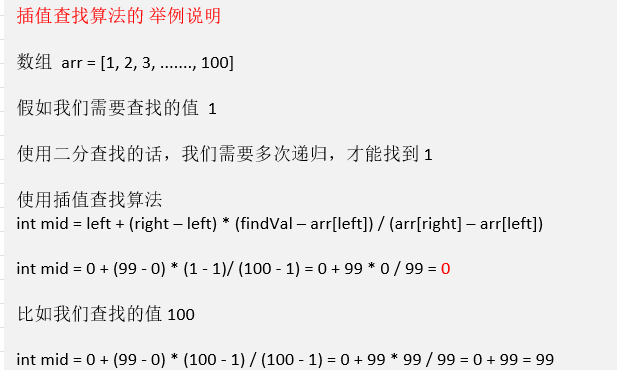 插值查找算法的 举例说明
数组 arr = [1, 2, 3, ......., 100]
假如我们需要查找的值 1
使用二分查找的话，我们需要多次递归，才能找到 1
使用插值查找算法
int mid = left + (right – left) * (findVal – arr[left]) / (arr[right] – arr[left])
int mid = 0 + (99 - 0) * (1 - 1)/ (100 - 1) = 0 + 99 * 0 / 99 = 0
比如我们查找的值 100
int mid = 0 + (99 - 0) * (100 - 1) / (100 - 1) = 0 + 99 * 99 / 99 = 0 + 99 = 99